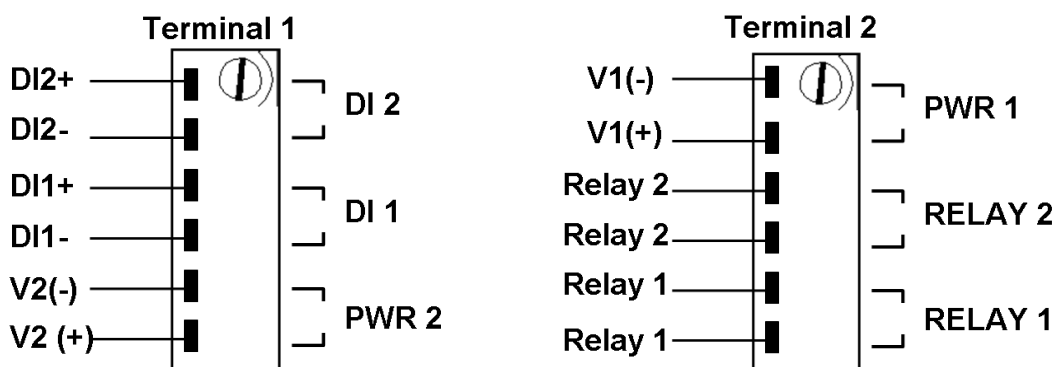 Terminal 1
DI2+
DI2-
DI 2
DI1+
DI1-
DI 1
V2(-)
V2 (+)
PWR 2
Terminal 2
V1(-)
V1(+)
PWR 1
Relay 2
Relay 2
RELAY 2
Relay 1
Relay 1
RELAY 1